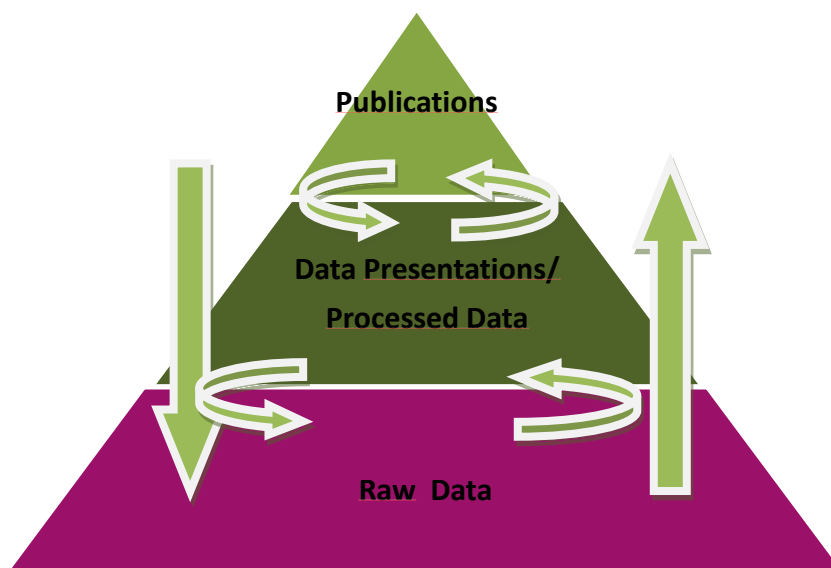 Publications
Data Presentations/
Processed Data
Raw Data